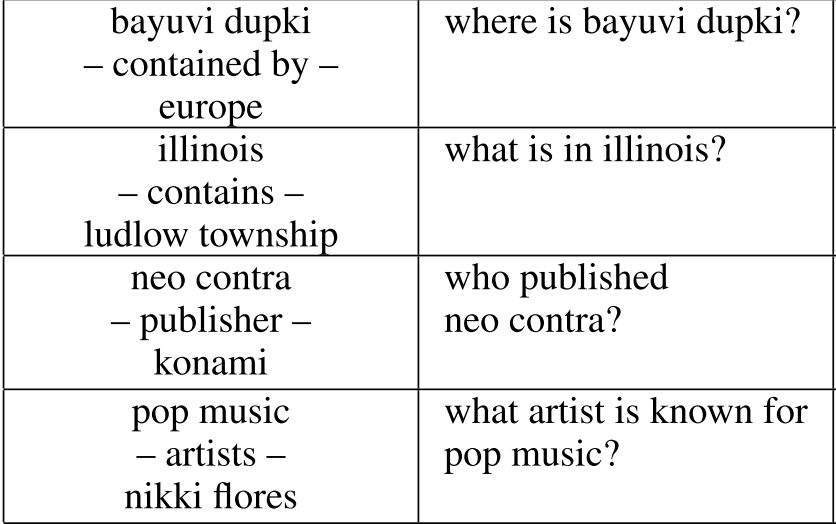 bayuvi dupki
– contained by –
europe
where is bayuvi dupki?
illinois
– contains –
ludlow township
what is in illinois?
neo contra
– publisher –
konami
who published
neo contra?
pop music
– artists –
nikki flores
what artist is known for
pop music?